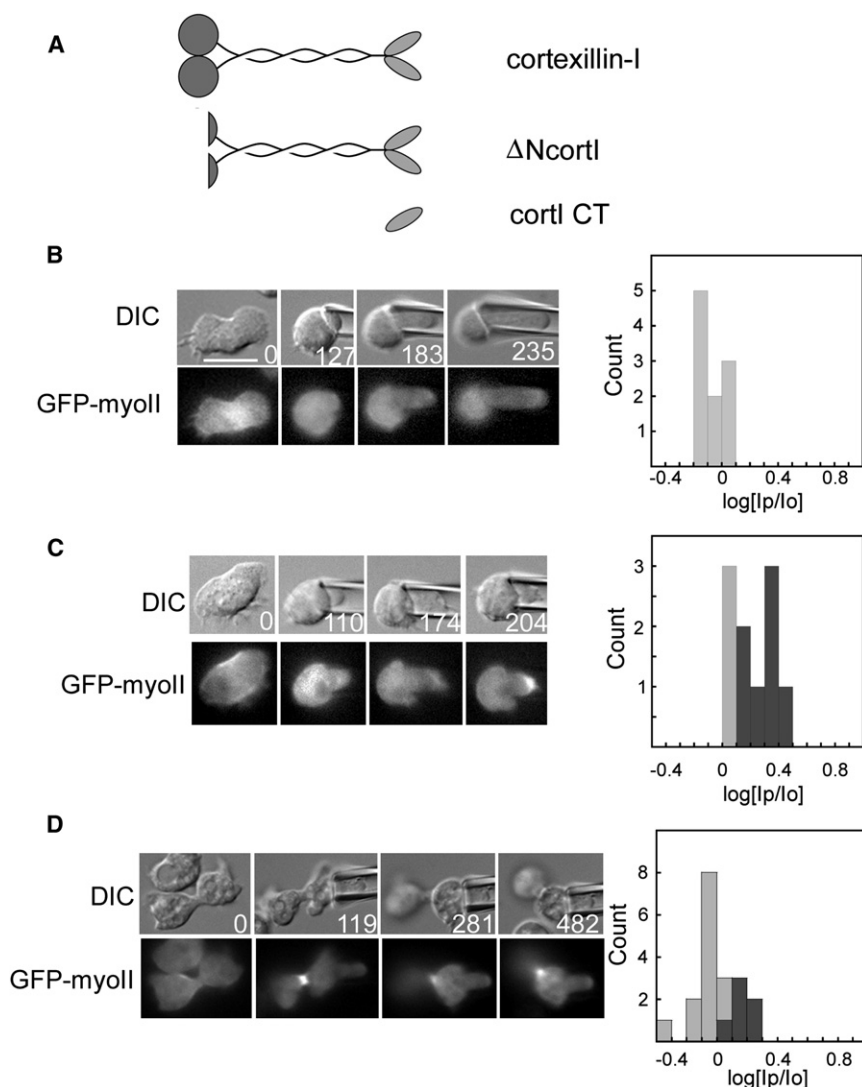 A
cortexillin-I
ΔNcortI
cortI CT
B
DIC
0
127
183
235
GFP-myoII
5
4
3
2
1
Count
-0.4
0
0.4
0.8
log[Ip/Io]
C
DIC
0
110
174
204
GFP-myoII
3
2
1
Count
-0.4
0
0.4
0.8
log[Ip/Io]
D
DIC
0
119
281
482
GFP-myoII
8
6
4
2
Count
-0.4
0
0.4
0.8
log[Ip/Io]